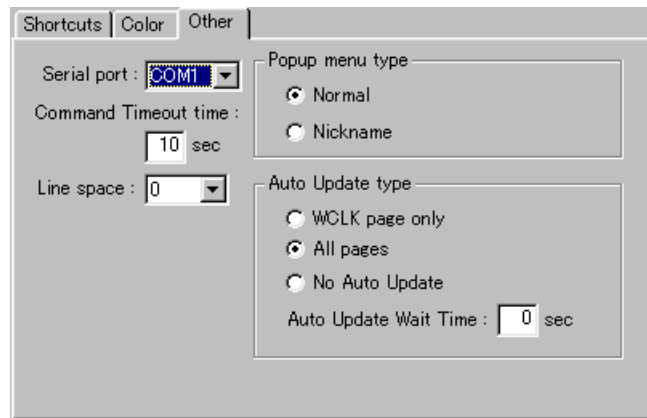 Shortcuts Color Other
Serial port : COM1
Command Timeout time :
10 sec
Line space : 0
Popup menu type
Normal
Nickname
Auto Update type
WCLK page only
All pages
No Auto Update
Auto Update Wait Time : 0 sec